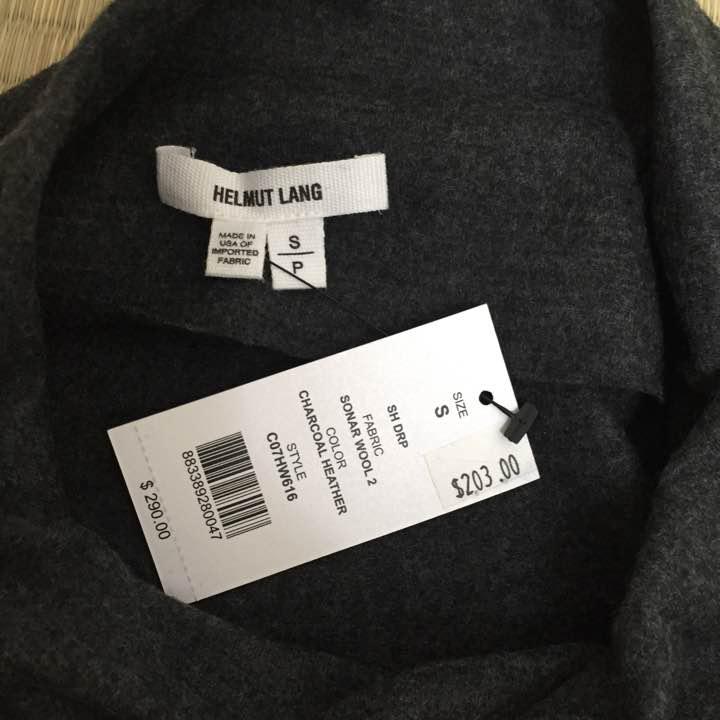 HELMUT LANG
MADE IN
USA OF
IMPORTED
FABRIC
S
P
SIZE
S
$203.00
SH DRP
FABRIC
SONAR WOOL 2
COLOR
CHARCOAL HEATHER
STYLE
C07HW616
883389280047
$ 290.00